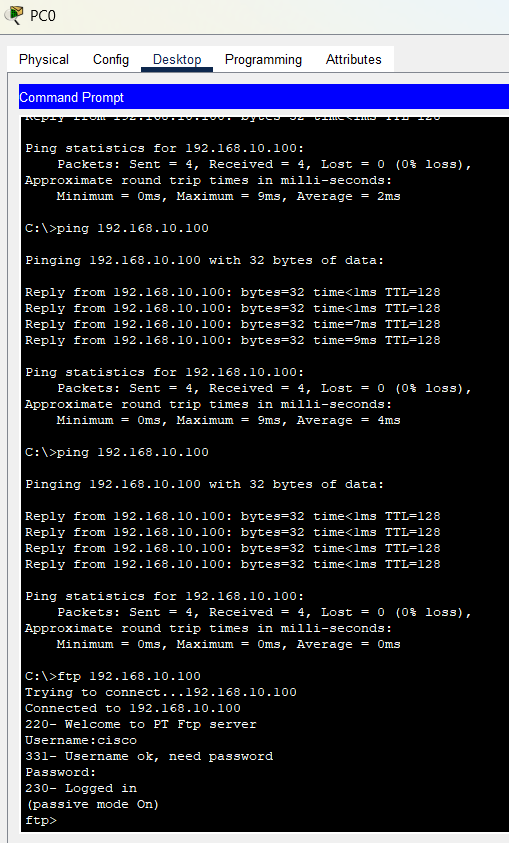 PC0
Physical Config Desktop Programming Attributes
Command Prompt
Reply from 192.168.10.100: bytes=32 time<1ms TTL=128
Ping statistics for 192.168.10.100:
    Packets: Sent = 4, Received = 4, Lost = 0 (0% loss),
Approximate round trip times in milli-seconds:
    Minimum = 0ms, Maximum = 9ms, Average = 2ms
C:\>ping 192.168.10.100
Pinging 192.168.10.100 with 32 bytes of data:
Reply from 192.168.10.100: bytes=32 time<1ms TTL=128
Reply from 192.168.10.100: bytes=32 time<1ms TTL=128
Reply from 192.168.10.100: bytes=32 time=7ms TTL=128
Reply from 192.168.10.100: bytes=32 time=9ms TTL=128
Ping statistics for 192.168.10.100:
    Packets: Sent = 4, Received = 4, Lost = 0 (0% loss),
Approximate round trip times in milli-seconds:
    Minimum = 0ms, Maximum = 9ms, Average = 4ms
C:\>ping 192.168.10.100
Pinging 192.168.10.100 with 32 bytes of data:
Reply from 192.168.10.100: bytes=32 time<1ms TTL=128
Reply from 192.168.10.100: bytes=32 time<1ms TTL=128
Reply from 192.168.10.100: bytes=32 time<1ms TTL=128
Reply from 192.168.10.100: bytes=32 time<1ms TTL=128
Ping statistics for 192.168.10.100:
    Packets: Sent = 4, Received = 4, Lost = 0 (0% loss),
Approximate round trip times in milli-seconds:
    Minimum = 0ms, Maximum = 0ms, Average = 0ms
C:\>ftp 192.168.10.100
Trying to connect...192.168.10.100
Connected to 192.168.10.100
220- Welcome to PT Ftp server
Username:cisco
331- Username ok, need password
Password:
230- Logged in
(passive mode On)
ftp>